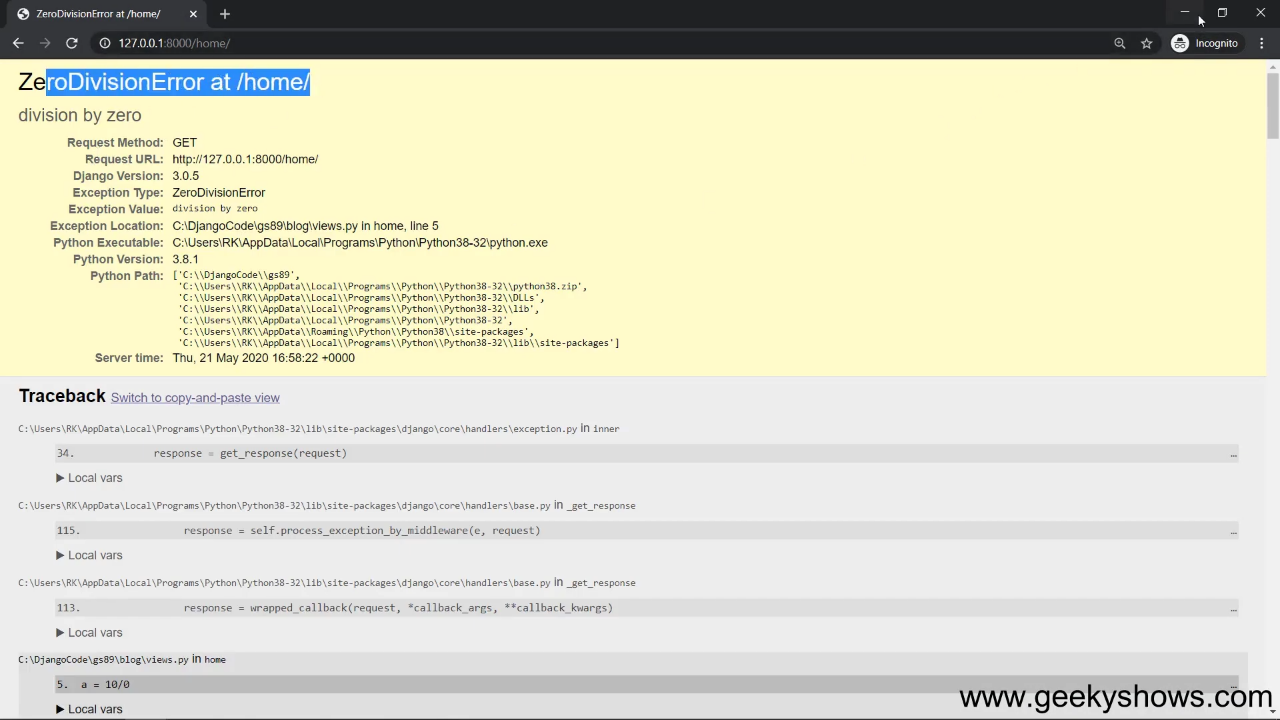 ZeroDivisionError at /home/
127.0.0.1:8000/home/
Incognito
ZeroDivisionError at /home/
division by zero
Request Method: GET
Request URL: http://127.0.0.1:8000/home/
Django Version: 3.0.5
Exception Type: ZeroDivisionError
Exception Value: division by zero
Exception Location: C:\DjangoCode\gs89\blog\views.py in home, line 5
Python Executable: C:\Users\RK\AppData\Local\Programs\Python\Python38-32\python.exe
Python Version: 3.8.1
Python Path: ['C:\\DjangoCode\\gs89',
'C:\\Users\\RK\\AppData\\Local\\Programs\\Python\\Python38-32\\python38.zip',
'C:\\Users\\RK\\AppData\\Local\\Programs\\Python\\Python38-32\\DLLs',
'C:\\Users\\RK\\AppData\\Local\\Programs\\Python\\Python38-32\\lib',
'C:\\Users\\RK\\AppData\\Local\\Programs\\Python\\Python38-32',
'C:\\Users\\RK\\AppData\\Roaming\\Python\\Python38\\site-packages',
'C:\\Users\\RK\\AppData\\Local\\Programs\\Python\\Python38-32\\lib\\site-packages']
Server time: Thu, 21 May 2020 16:58:22 +0000
Traceback Switch to copy-and-paste view
C:\Users\RK\AppData\Local\Programs\Python\Python38-32\lib\site-packages\django\core\handlers\exception.py in inner
34. response = get_response(request) …
▶ Local vars
C:\Users\RK\AppData\Local\Programs\Python\Python38-32\lib\site-packages\django\core\handlers\base.py in _get_response
115. response = self.process_exception_by_middleware(e, request) …
▶ Local vars
C:\Users\RK\AppData\Local\Programs\Python\Python38-32\lib\site-packages\django\core\handlers\base.py in _get_response
113. response = wrapped_callback(request, *callback_args, **callback_kwargs) …
▶ Local vars
C:\DjangoCode\gs89\blog\views.py in home
5. a = 10/0 …
▶ Local vars
www.geekyshows.com